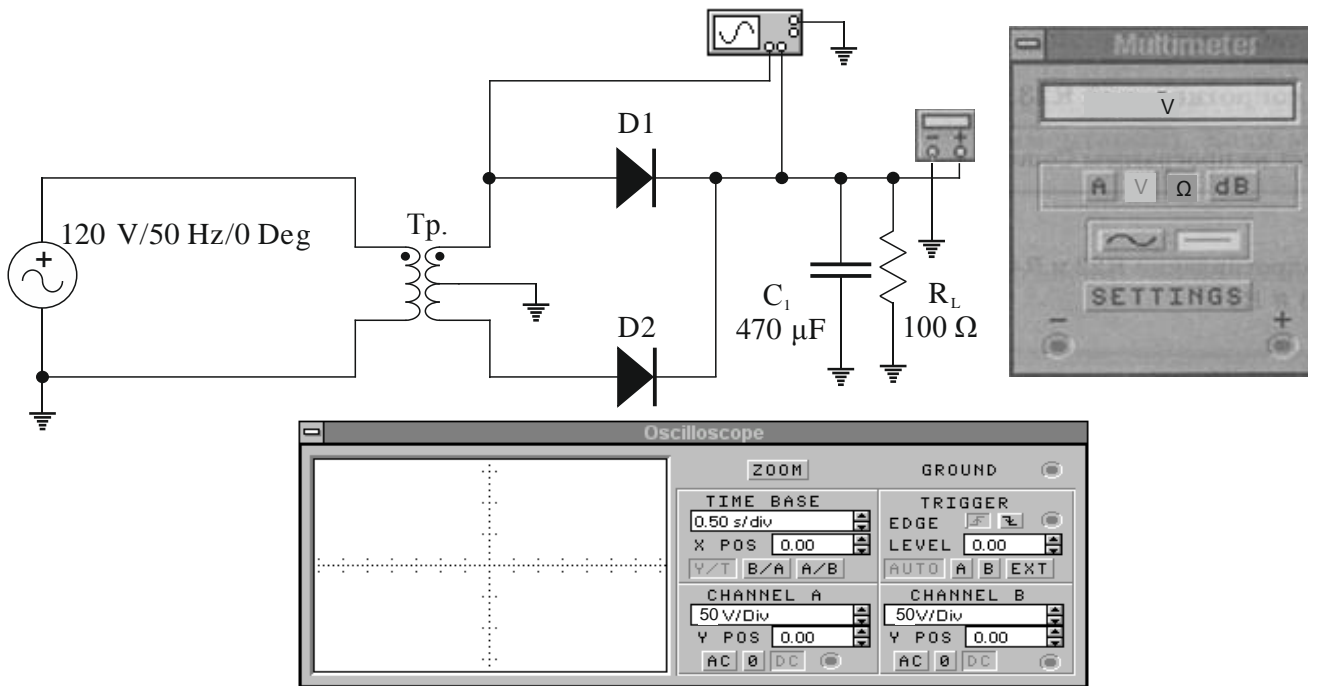 D1
120 V/50 Hz/0 Deg
Tp.
D2
C₁
470 µF
R_L
100 Ω
Multimeter
V
A V Ω dB
SETTINGS
Oscilloscope
ZOOM GROUND
TIME BASE
0.50 s/div
X POS 0.00
Y/T B/A A/B
TRIGGER
EDGE
LEVEL 0.00
AUTO A B EXT
CHANNEL A
50 V/Div
Y POS 0.00
AC 0 DC
CHANNEL B
50V/Div
Y POS 0.00
AC 0 DC